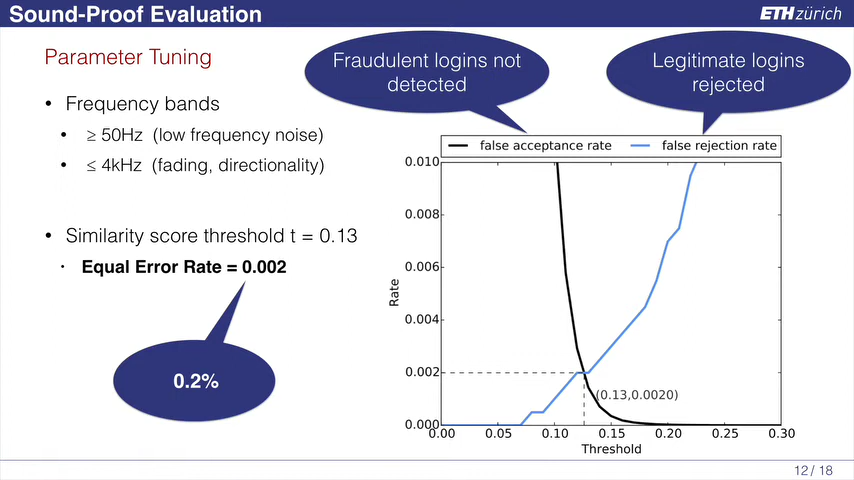 Sound-Proof Evaluation
ETHzürich
Parameter Tuning
Fraudulent logins not
detected
Legitimate logins
rejected
• Frequency bands
• ≥ 50Hz (low frequency noise)
• ≤ 4kHz (fading, directionality)
• Similarity score threshold t = 0.13
• Equal Error Rate = 0.002
0.2%
false acceptance rate
false rejection rate
0.010
0.008
0.006
0.004
0.002
0.000
Rate
(0.13,0.0020)
0.00 0.05 0.10 0.15 0.20 0.25 0.30
Threshold
12 / 18